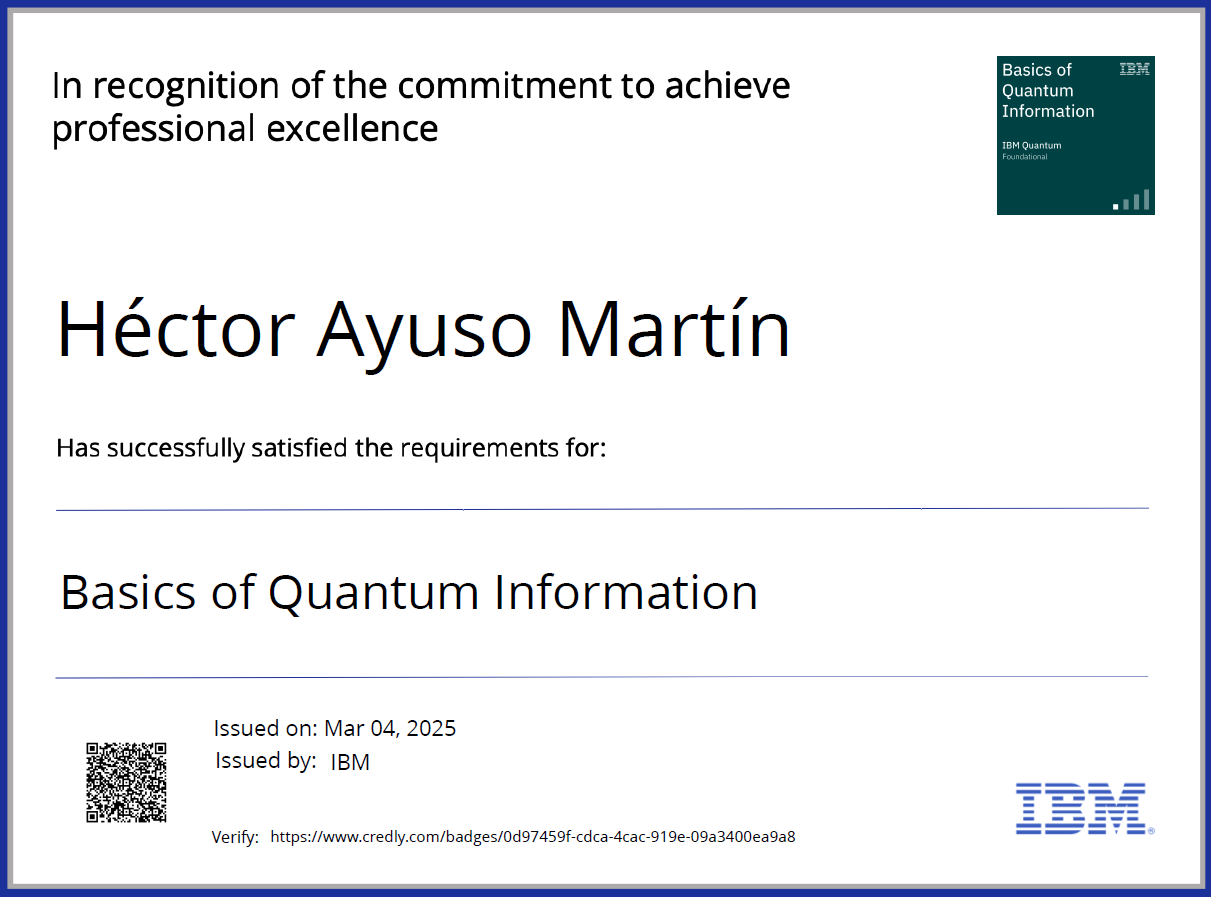 In recognition of the commitment to achieve
professional excellence
Basics of
Quantum
Information
IBM
IBM Quantum
Foundational
Héctor Ayuso Martín
Has successfully satisfied the requirements for:
Basics of Quantum Information
Issued on: Mar 04, 2025
Issued by: IBM
Verify: https://www.credly.com/badges/0d97459f-cdca-4cac-919e-09a3400ea9a8
IBM®